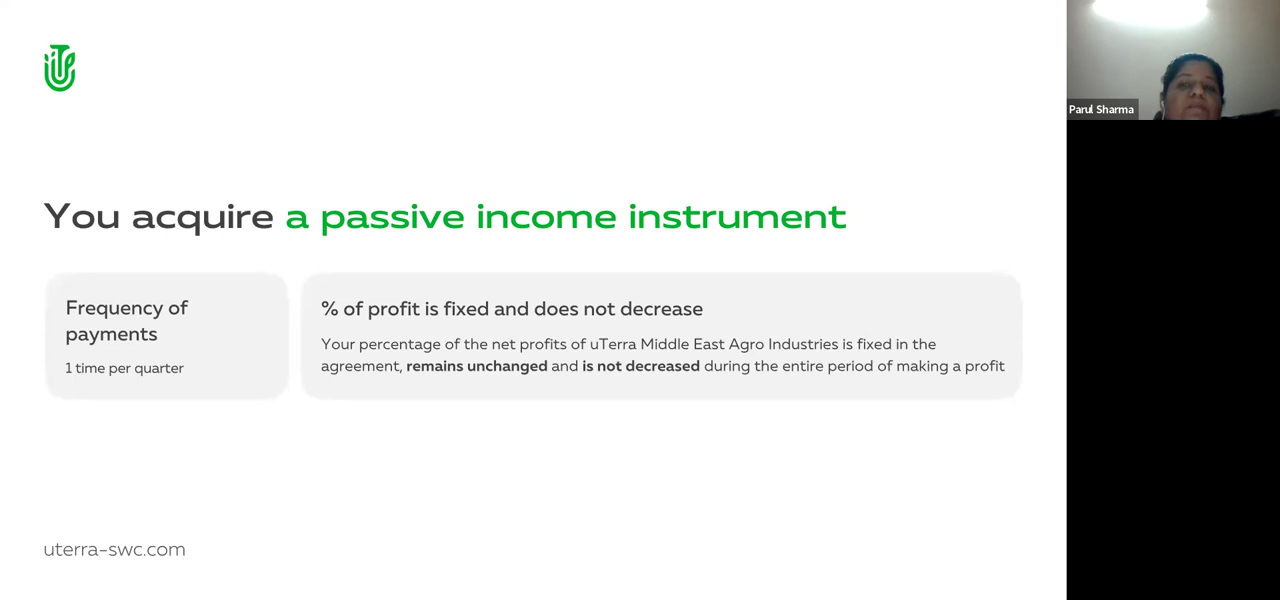 You acquire a passive income instrument
Frequency of
payments
1 time per quarter
% of profit is fixed and does not decrease
Your percentage of the net profits of uTerra Middle East Agro Industries is fixed in the
agreement, remains unchanged and is not decreased during the entire period of making a profit
uterra-swc.com
Parul Sharma